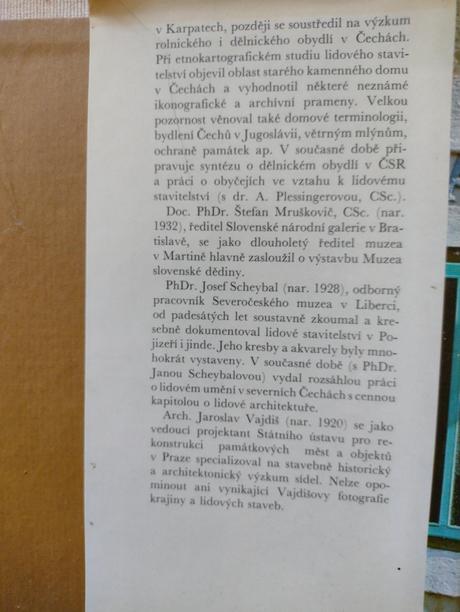 v Karpatech, později se soustředil na výzkum
rolnického i dělnického obydlí v Čechách.
Při etnokartografickém studiu lidového stavi-
telství objevil oblast starého kamenného domu
v Čechách a vyhodnotil některé neznámé
ikonografické a archívní prameny. Velkou
pozornost věnoval také domové terminologii,
bydlení Čechů v Jugoslávii, větrným mlýnům,
ochraně památek ap. V současné době při-
pravuje syntézu o dělnickém obydlí v ČSR
a práci o obyčejích ve vztahu k lidovému
stavitelství (s dr. A. Plessingerovou, CSc.).
Doc. PhDr. Štefan Mruškovič, CSc. (nar.
1932), ředitel Slovenské národní galerie v Bra-
tislavě, se jako dlouholetý ředitel muzea
v Martině hlavně zasloužil o výstavbu Muzea
slovenské dědiny.
PhDr. Josef Scheybal (nar. 1928), odborný
pracovník Severočeského muzea v Liberci,
od padesátých let soustavně zkoumal a kre-
sebně dokumentoval lidové stavitelství v Po-
jizeří i jinde. Jeho kresby a akvarely byly mno-
hokrát vystaveny. V současné době (s PhDr.
Janou Scheybalovou) vydal rozsáhlou práci
o lidovém umění v severních Čechách s cennou
kapitolou o lidové architektuře.
Arch. Jaroslav Vajdiš (nar. 1920) se jako
vedoucí projektant Státního ústavu pro re-
konstrukci památkových měst a objektů
v Praze specializoval na stavebně historický
a architektonický výzkum sídel. Nelze opo-
minout ani vynikající Vajdišovy fotografie
krajiny a lidových staveb.